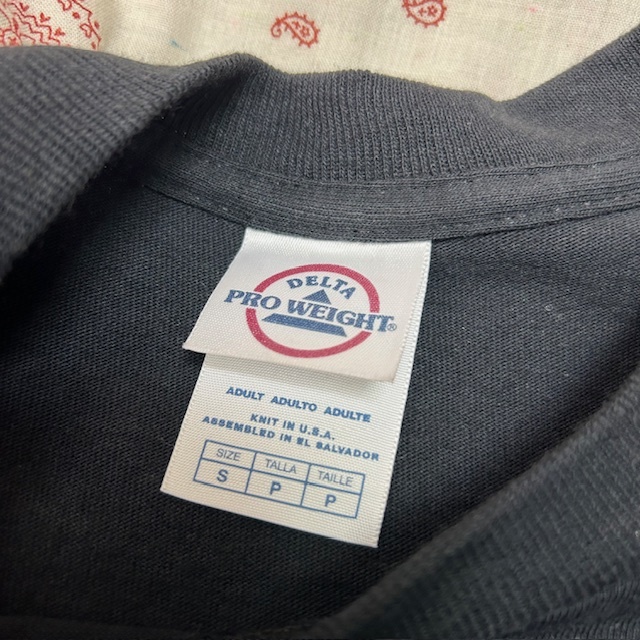 DELTA
PRO WEIGHT®
ADULT ADULTO ADULTE
KNIT IN U.S.A.
ASSEMBLED IN EL SALVADOR
SIZE TALLA TAILLE
S P P